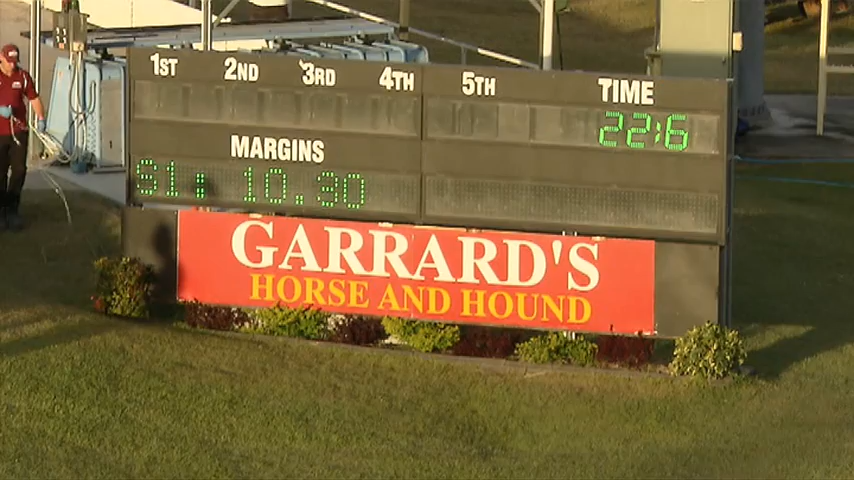 1ST 2ND 3RD 4TH 5TH TIME
22:6
MARGINS
S1: 10.30
GARRARD'S
HORSE AND HOUND